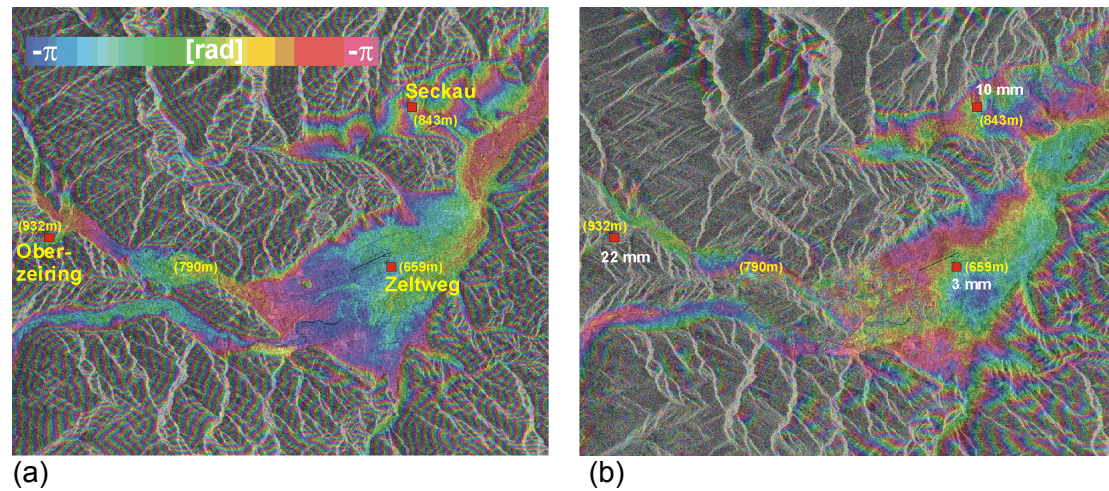 -π [rad] -π
Seckau
(843m)
(932m)
Ober-
zeiring
(790m)
(659m)
Zeltweg
(a)
10 mm
(843m)
(932m)
22 mm
(790m)
(659m)
3 mm
(b)